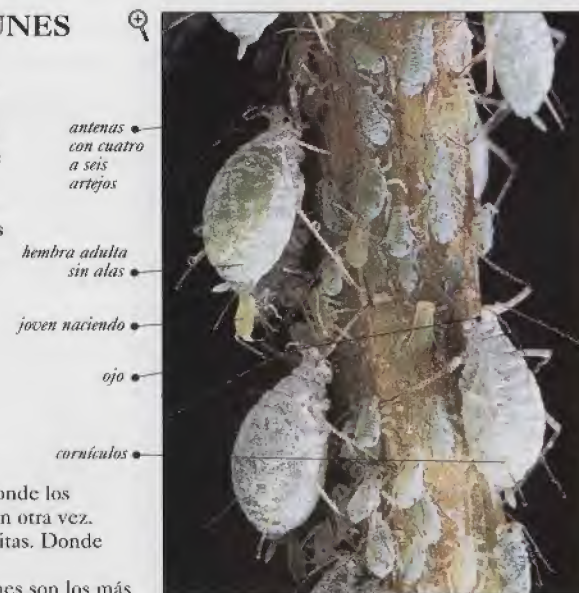 UNES
antenas
con cuatro
a seis
artejos
s
hembra adulta
sin alas
joven naciendo
ojo
cornículos
onde los
n otra vez.
itas. Donde
nes son los más